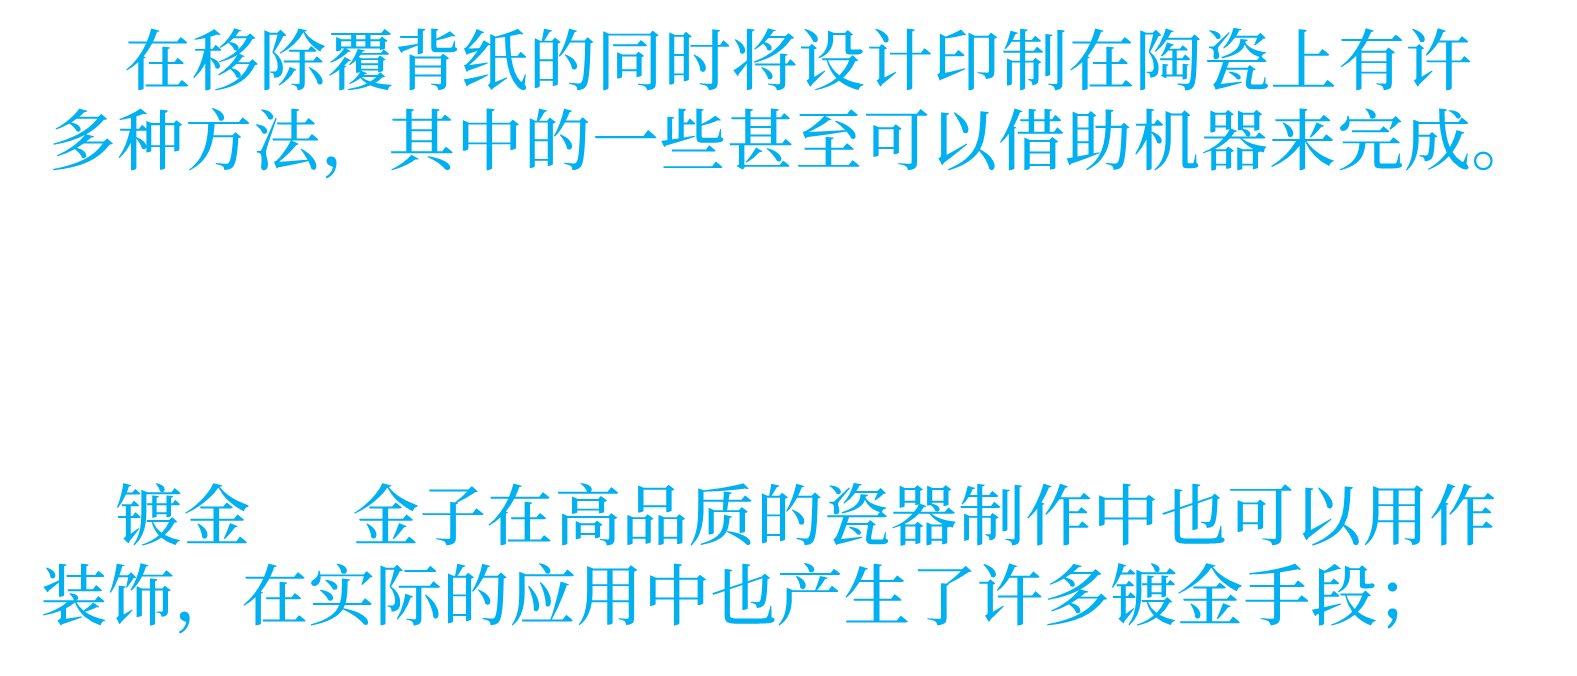 在移除覆背纸的同时将设计印制在陶瓷上有许
多种方法，其中的一些甚至可以借助机器来完成。
镀金　金子在高品质的瓷器制作中也可以用作
装饰，在实际的应用中也产生了许多镀金手段；